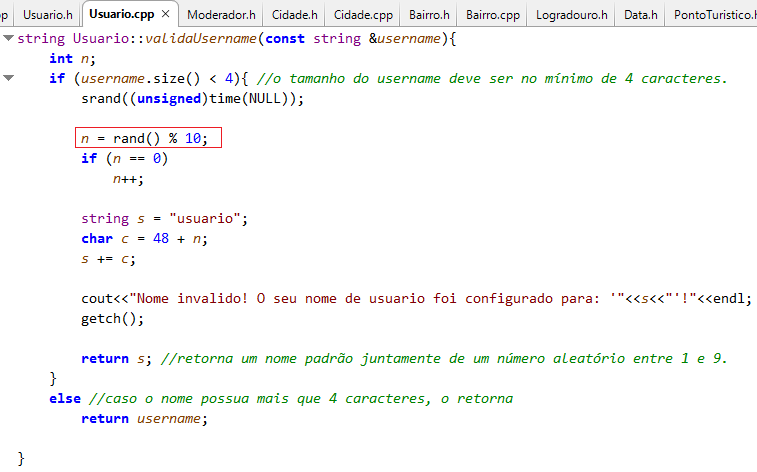 pp Usuario.h Usuario.cpp Moderador.h Cidade.h Cidade.cpp Bairro.h Bairro.cpp Logradouro.h Data.h PontoTuristico.h
string Usuario::validaUsername(const string &username){
    int n;
    if (username.size() < 4){ //o tamanho do username deve ser no mínimo de 4 caracteres.
        srand((unsigned)time(NULL));
        n = rand() % 10;
        if (n == 0)
            n++;
        string s = "usuario";
        char c = 48 + n;
        s += c;
        cout<<"Nome invalido! O seu nome de usuario foi configurado para: '"<<s<<"'!"<<endl;
        getch();
        return s; //retorna um nome padrão juntamente de um número aleatório entre 1 e 9.
    }
    else //caso o nome possua mais que 4 caracteres, o retorna
        return username;
}